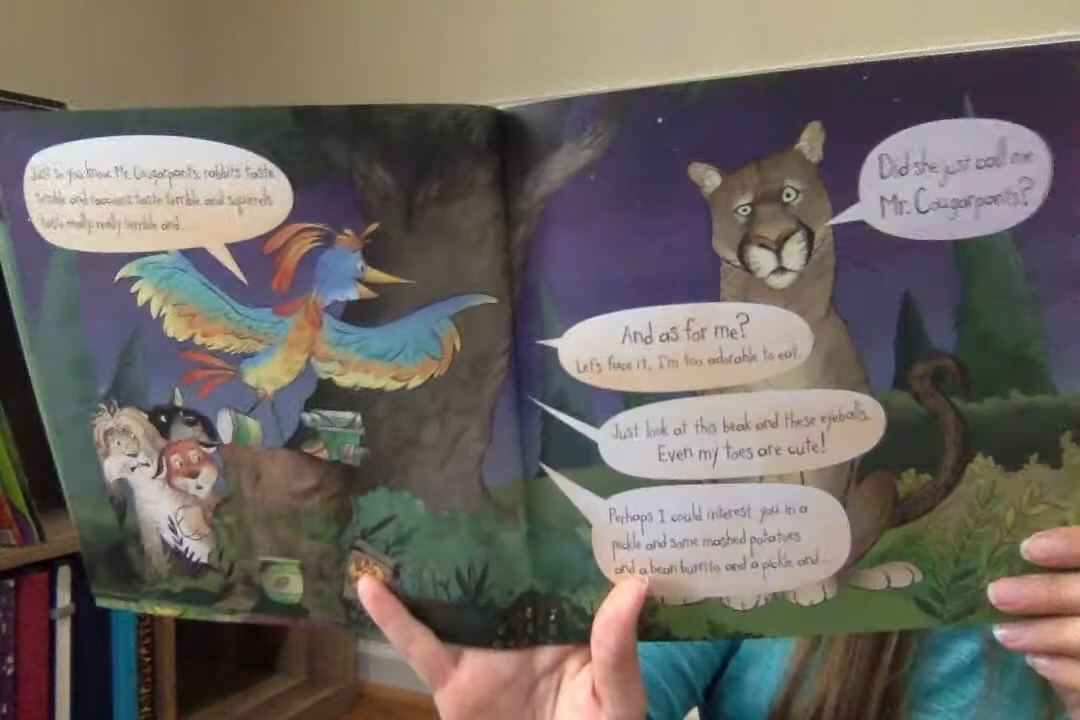 Just so you know, Mr. Cougarpants, rabbits taste
terrible and raccoons taste terrible and squirrels
taste really, really terrible and...
Did she just call me
Mr. Cougarpants?
And as for me?
Let's face it, I'm too adorable to eat.
Just look at this beak and these eyeballs.
Even my toes are cute!
Perhaps I could interest you in a
pickle and some mashed potatoes
and a bean burrito and a pickle and...